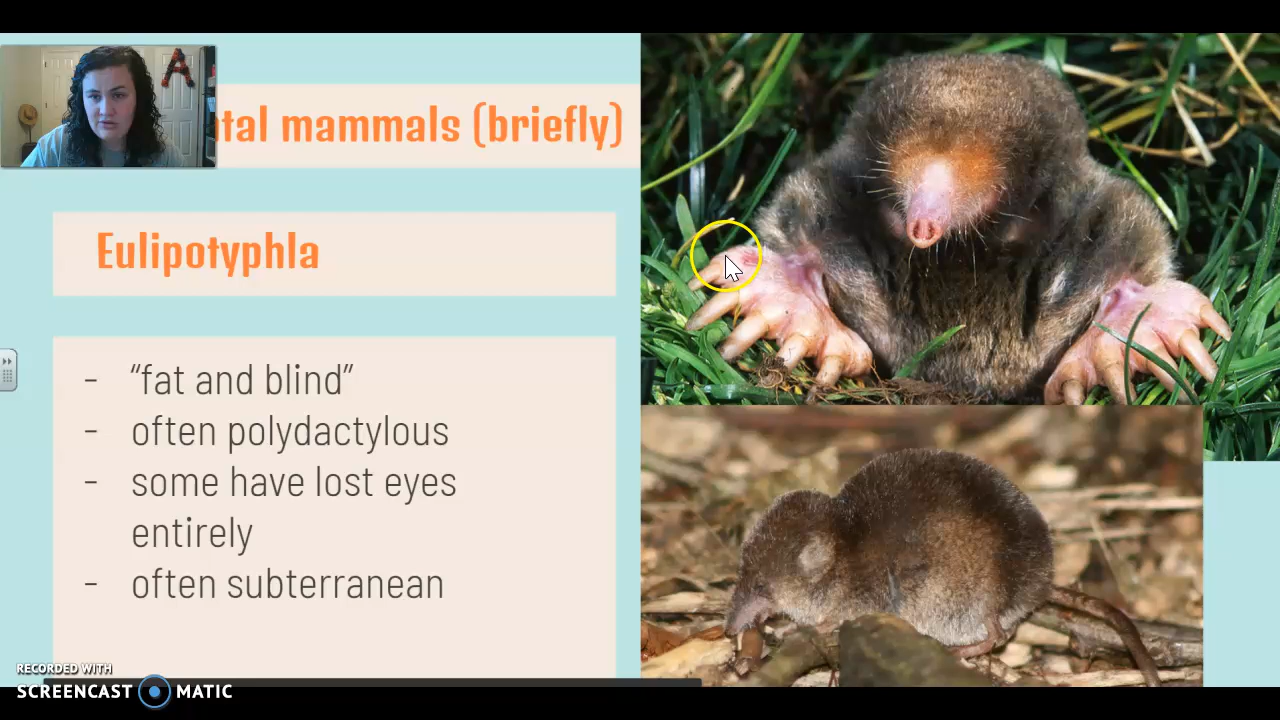 tal mammals (briefly)
Eulipotyphla
- “fat and blind”
- often polydactylous
- some have lost eyes
entirely
- often subterranean
RECORDED WITH
SCREENCAST MATIC